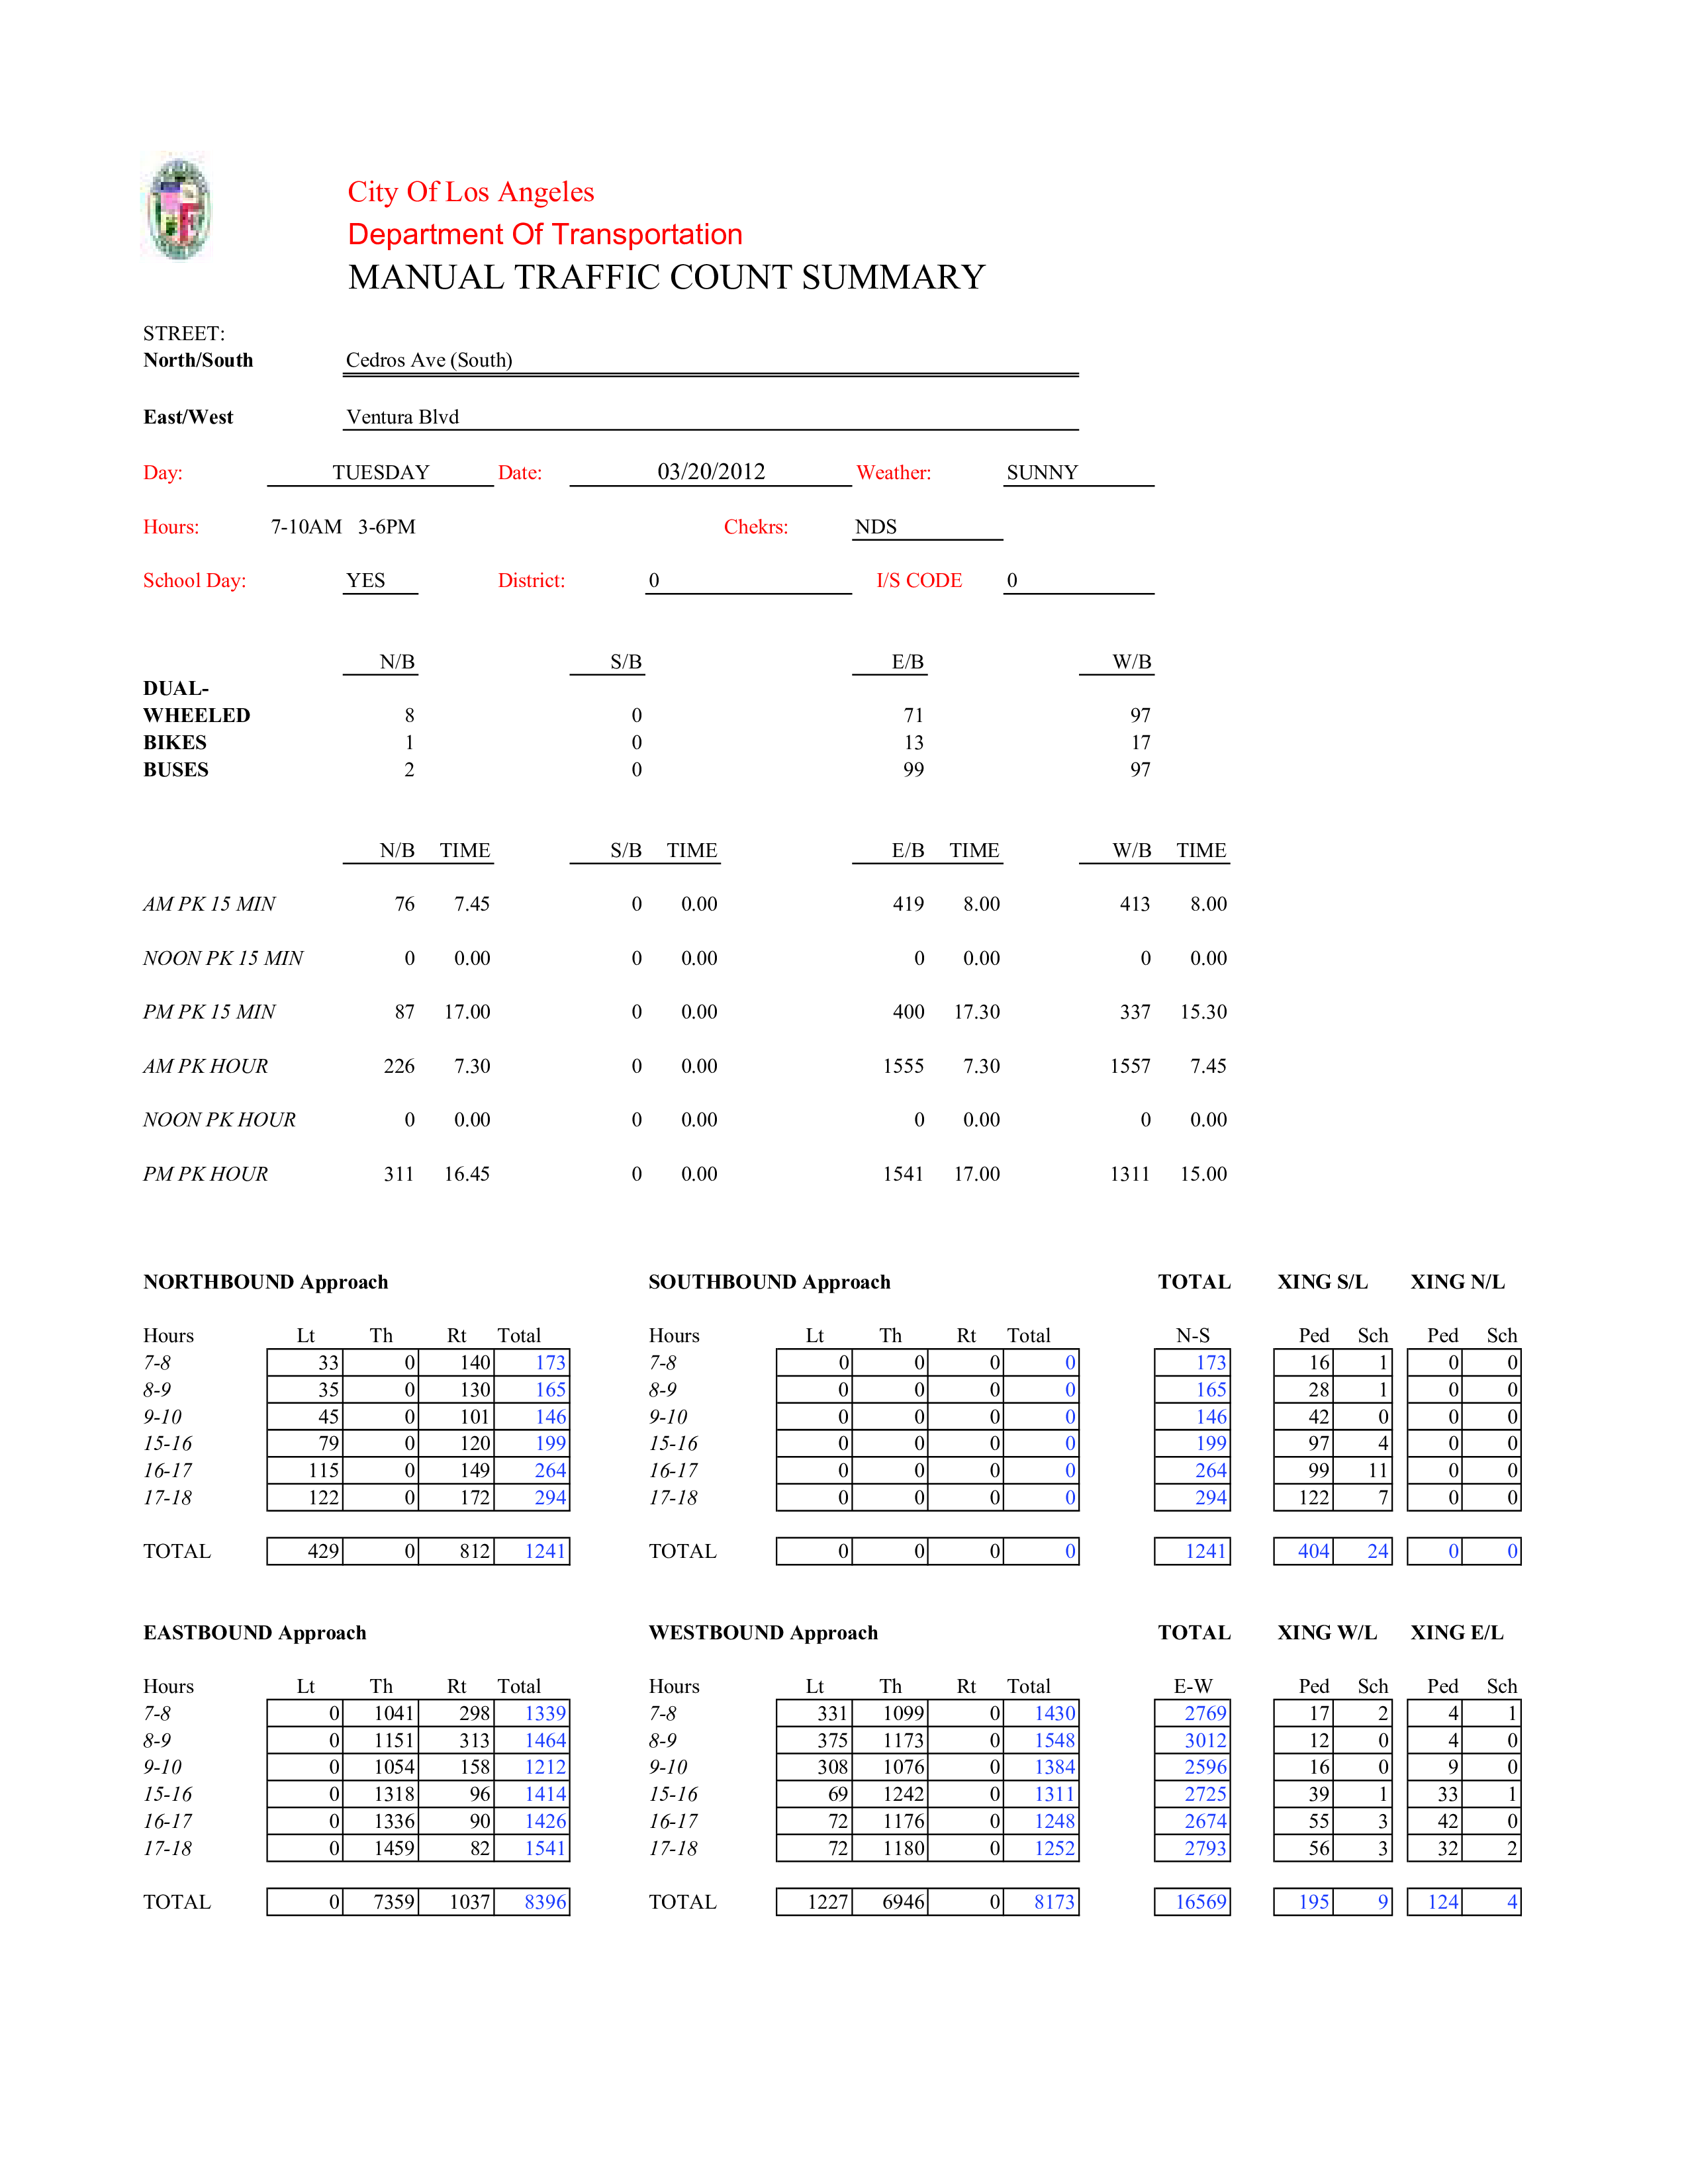 City Of Los Angeles
Department Of Transportation
MANUAL TRAFFIC COUNT SUMMARY
STREET:
North/South Cedros Ave (South)
East/West Ventura Blvd
Day: TUESDAY Date: 03/20/2012 Weather: SUNNY
Hours: 7-10AM 3-6PM Chekrs: NDS
School Day: YES District: 0 I/S CODE 0
N/B S/B E/B W/B
DUAL-
WHEELED 8 0 71 97
BIKES 1 0 13 17
BUSES 2 0 99 97
N/B TIME S/B TIME E/B TIME W/B TIME
AM PK 15 MIN 76 7.45 0 0.00 419 8.00 413 8.00
NOON PK 15 MIN 0 0.00 0 0.00 0 0.00 0 0.00
PM PK 15 MIN 87 17.00 0 0.00 400 17.30 337 15.30
AM PK HOUR 226 7.30 0 0.00 1555 7.30 1557 7.45
NOON PK HOUR 0 0.00 0 0.00 0 0.00 0 0.00
PM PK HOUR 311 16.45 0 0.00 1541 17.00 1311 15.00
NORTHBOUND Approach SOUTHBOUND Approach TOTAL XING S/L XING N/L
Hours Lt Th Rt Total Hours Lt Th Rt Total N-S Ped Sch Ped Sch
7-8 33 0 140 173 7-8 0 0 0 0 173 16 1 0 0
8-9 35 0 130 165 8-9 0 0 0 0 165 28 1 0 0
9-10 45 0 101 146 9-10 0 0 0 0 146 42 0 0 0
15-16 79 0 120 199 15-16 0 0 0 0 199 97 4 0 0
16-17 115 0 149 264 16-17 0 0 0 0 264 99 11 0 0
17-18 122 0 172 294 17-18 0 0 0 0 294 122 7 0 0
TOTAL 429 0 812 1241 TOTAL 0 0 0 0 1241 404 24 0 0
EASTBOUND Approach WESTBOUND Approach TOTAL XING W/L XING E/L
Hours Lt Th Rt Total Hours Lt Th Rt Total E-W Ped Sch Ped Sch
7-8 0 1041 298 1339 7-8 331 1099 0 1430 2769 17 2 4 1
8-9 0 1151 313 1464 8-9 375 1173 0 1548 3012 12 0 4 0
9-10 0 1054 158 1212 9-10 308 1076 0 1384 2596 16 0 9 0
15-16 0 1318 96 1414 15-16 69 1242 0 1311 2725 39 1 33 1
16-17 0 1336 90 1426 16-17 72 1176 0 1248 2674 55 3 42 0
17-18 0 1459 82 1541 17-18 72 1180 0 1252 2793 56 3 32 2
TOTAL 0 7359 1037 8396 TOTAL 1227 6946 0 8173 16569 195 9 124 4